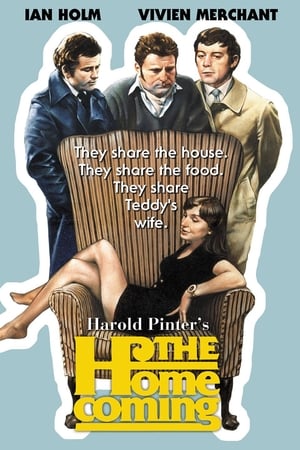 IAN HOLM VIVIEN MERCHANT
They share the house.
They share the food.
They share
Teddy's
wife.
Harold Pinter's
THE
Home
coming